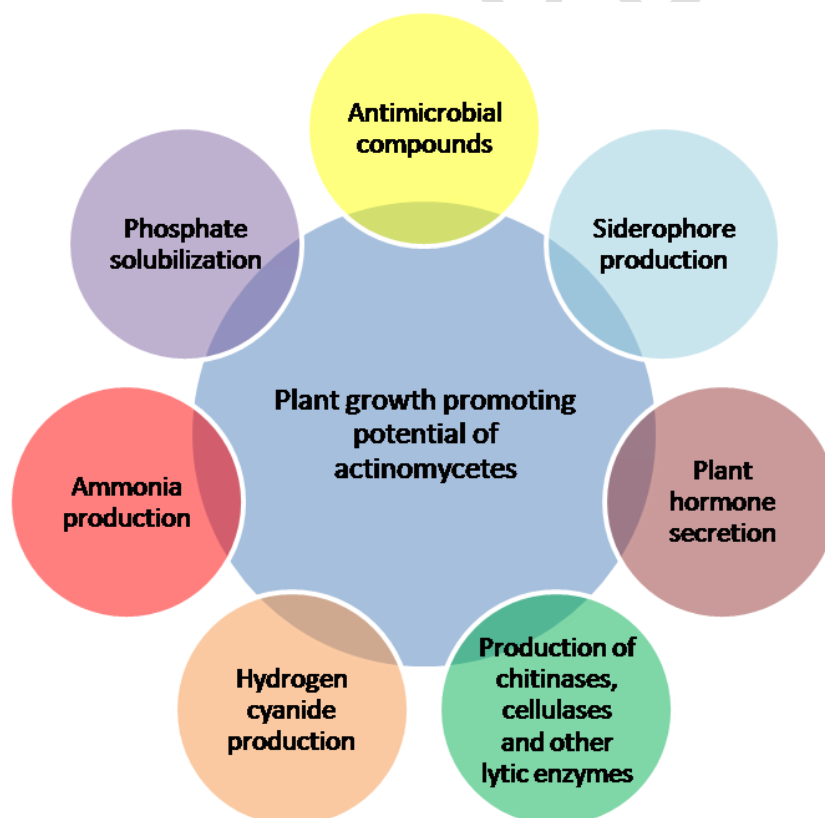 Antimicrobial
compounds
Siderophore
production
Plant
hormone
secretion
Production of
chitinases,
cellulases
and other
lytic enzymes
Hydrogen
cyanide
production
Ammonia
production
Phosphate
solubilization
Plant growth promoting
potential of
actinomycetes